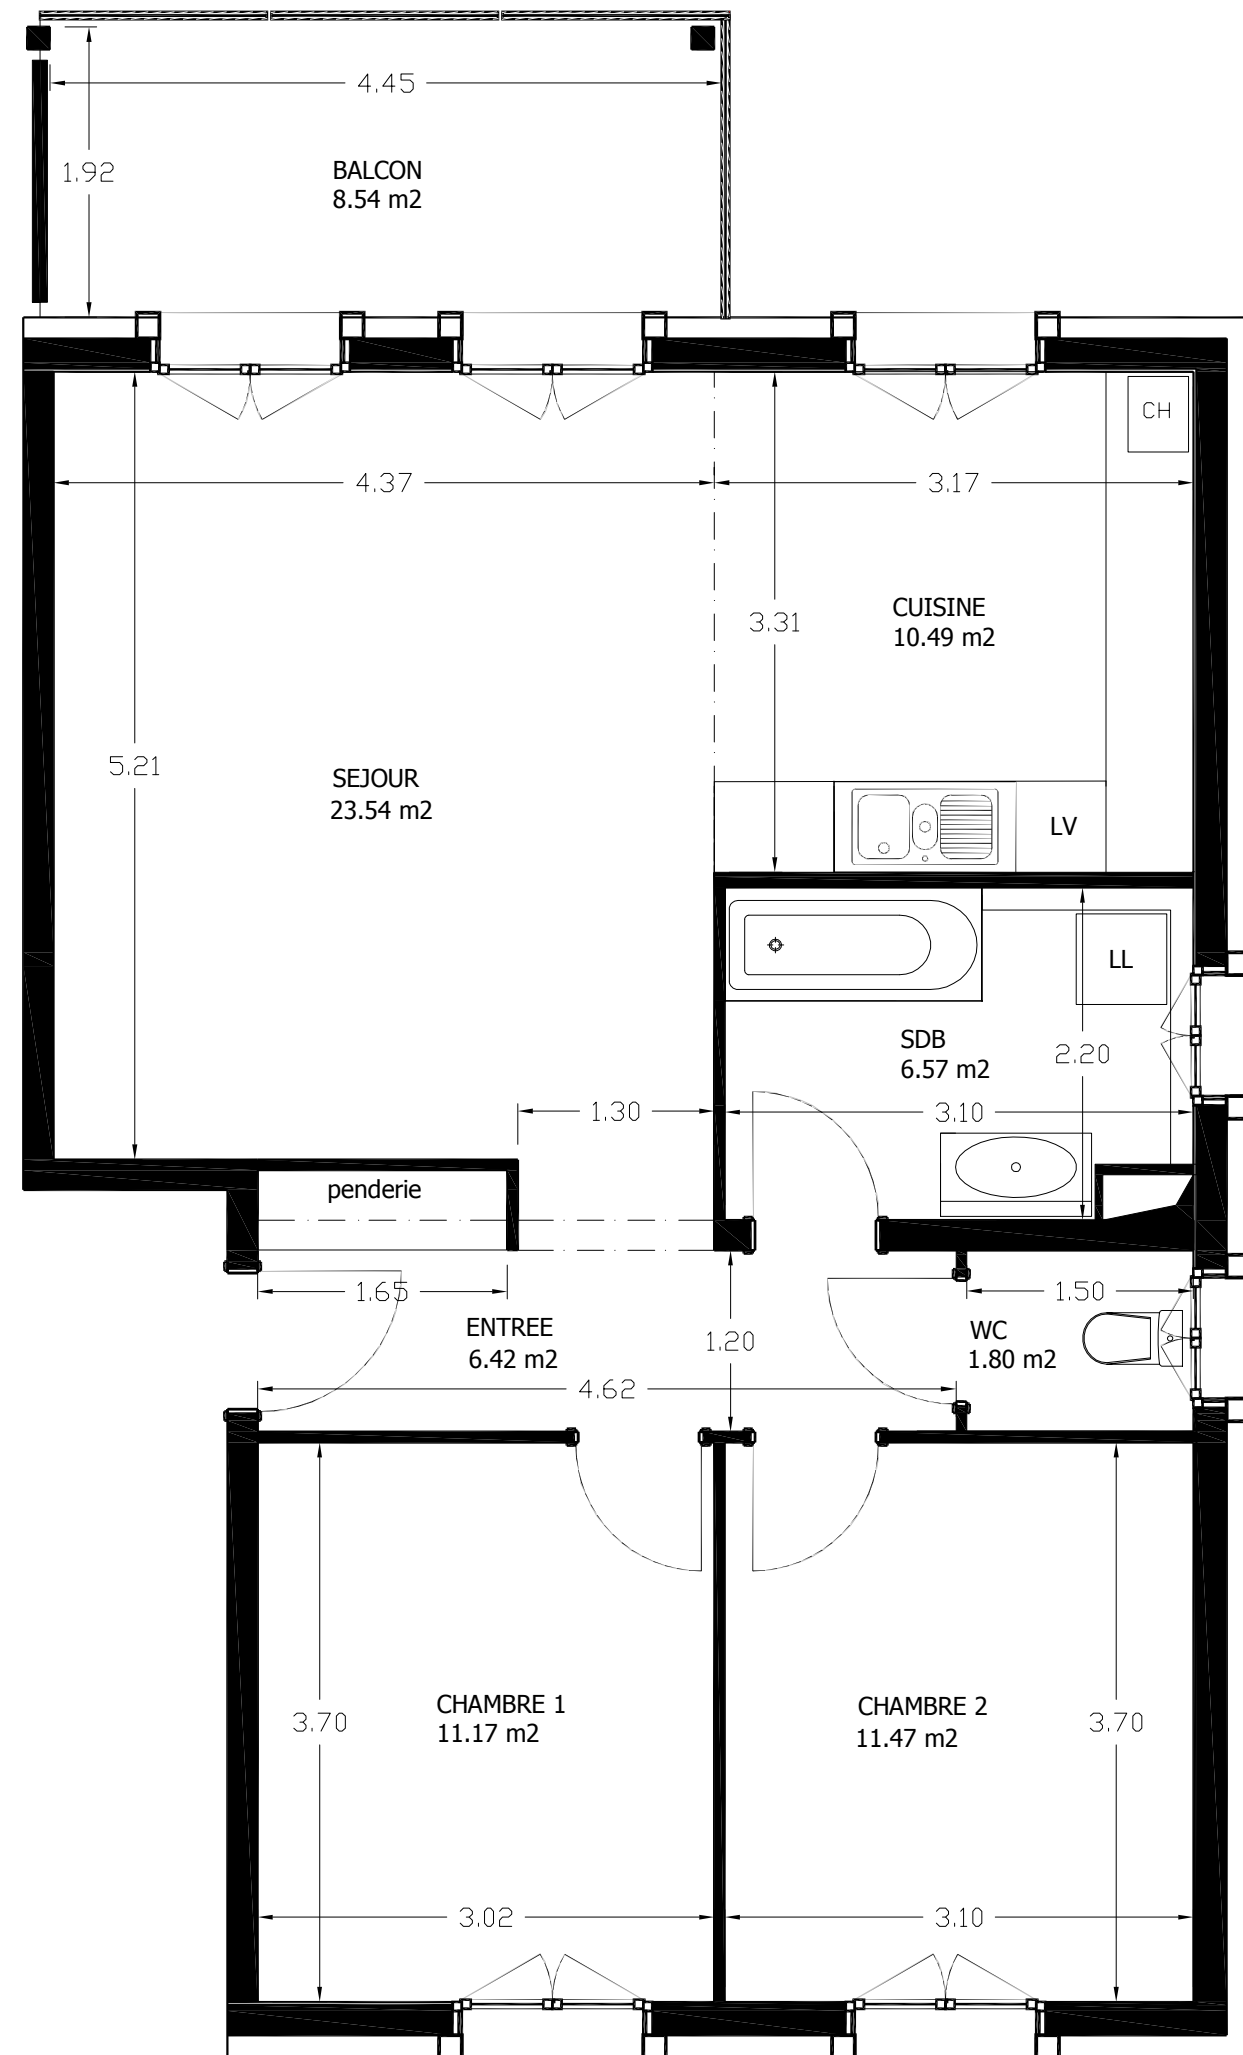 4.45
1.92
BALCON
8.54 m2
CH
4.37
3.17
CUISINE
10.49 m2
3.31
5.21
SEJOUR
23.54 m2
LV
LL
SDB
6.57 m2
2.20
1.30
3.10
penderie
1.65
1.50
ENTREE
6.42 m2
1.20
WC
1.80 m2
4.62
CHAMBRE 1
11.17 m2
CHAMBRE 2
11.47 m2
3.70
3.70
3.02
3.10